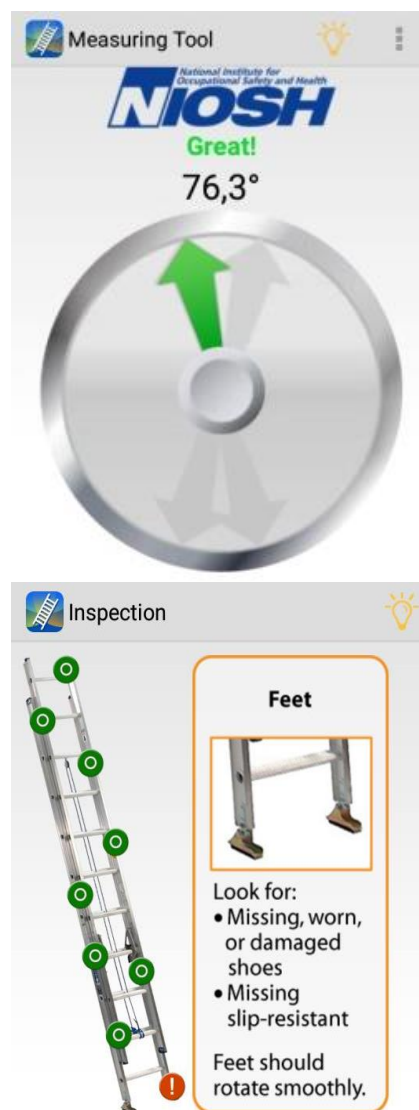 Measuring Tool
National Institute for
Occupational Safety and Health
NIOSH
Great!
76,3°
Inspection
Feet
Look for:
• Missing, worn,
or damaged
shoes
• Missing
slip-resistant
Feet should
rotate smoothly.